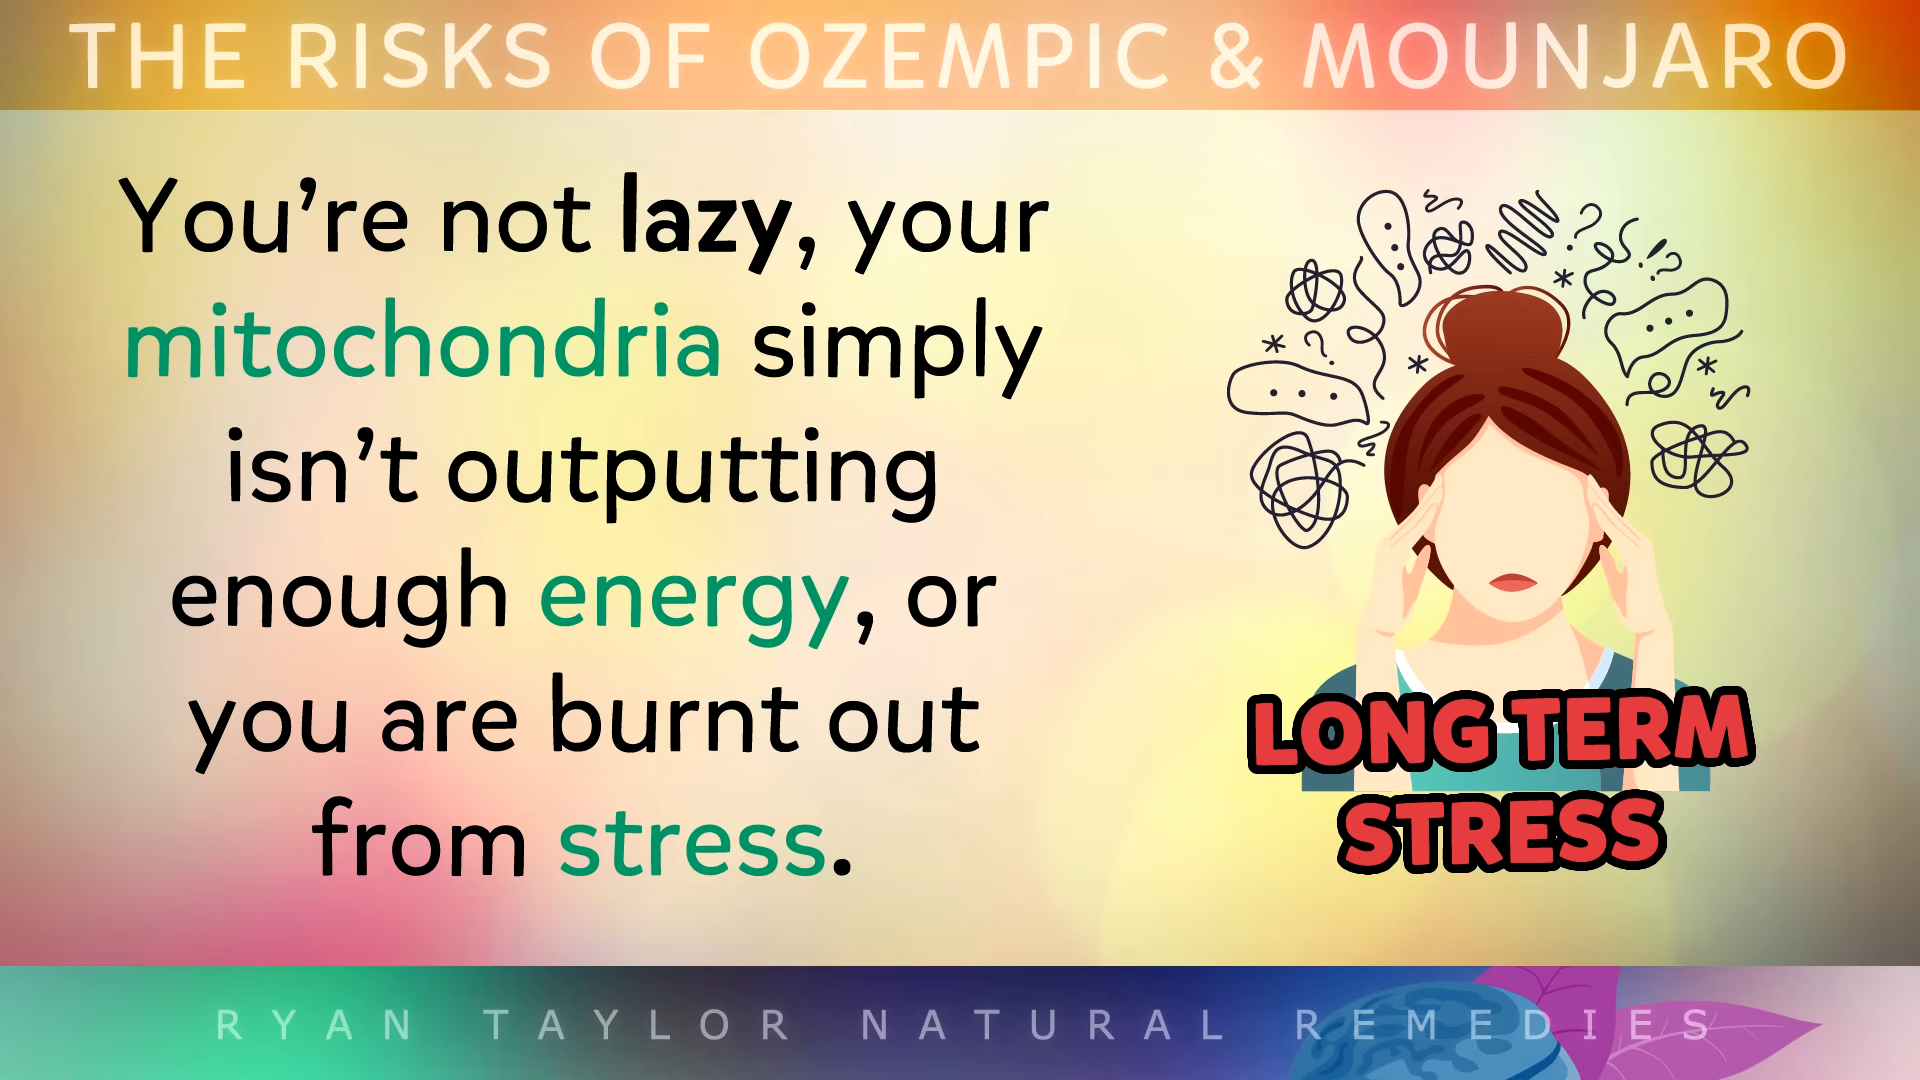 THE RISKS OF OZEMPIC & MOUNJARO
You're not lazy, your
mitochondria simply
isn't outputting
enough energy, or
you are burnt out
from stress.
LONG TERM
STRESS
RYAN TAYLOR NATURAL REMEDIES